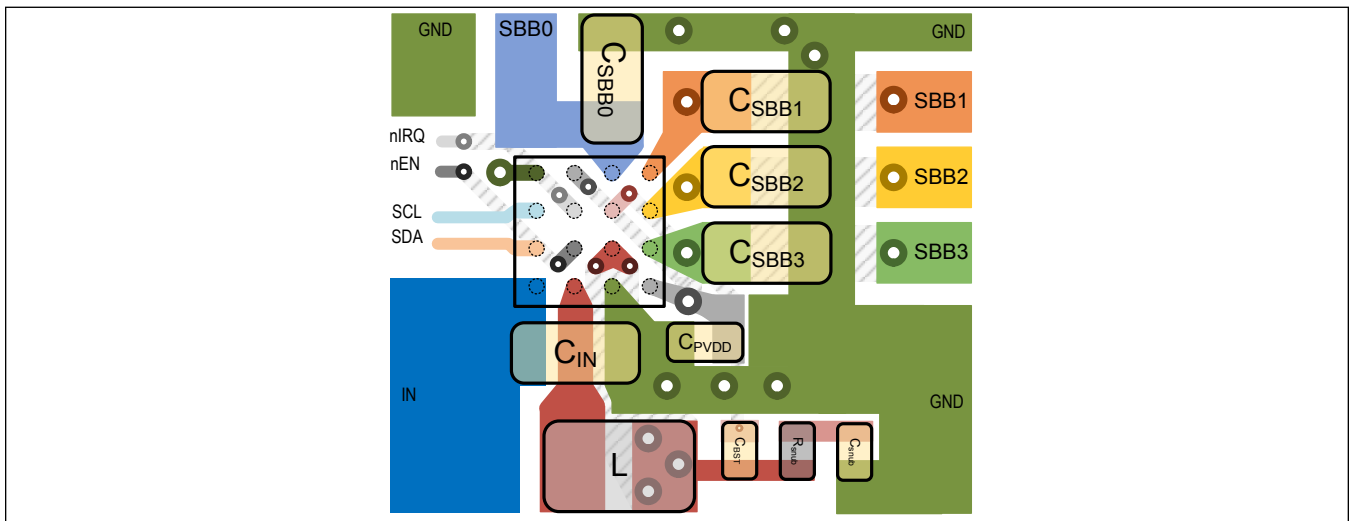 GND
SBB0
GND
CSBB0
CSBB1
SBB1
nIRQ
nEN
CSBB2
SBB2
SCL
SDA
CSBB3
SBB3
CIN
CPVDD
IN
GND
L
CBST
Rsnub
Csnub